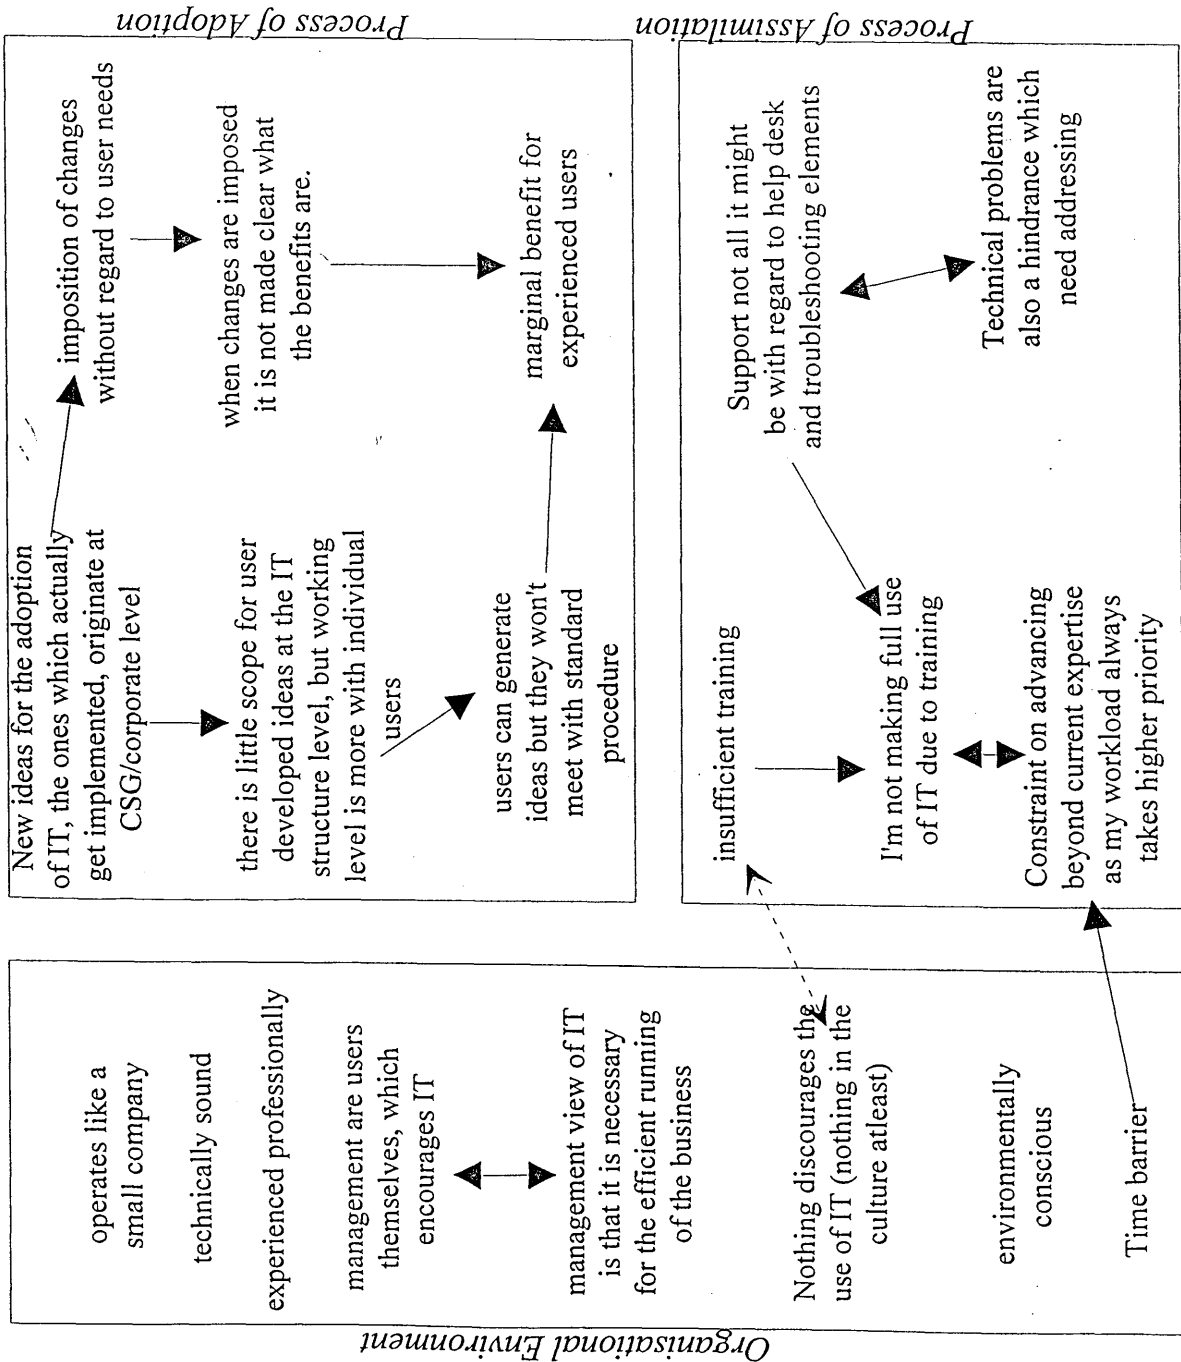 Organisational Environment
operates like a
small company
technically sound
experienced professionally
management are users
themselves, which
encourages IT
management view of IT
is that it is necessary
for the efficient running
of the business
Nothing discourages the
use of IT (nothing in the
culture atleast)
environmentally
conscious
Time barrier
Process of Adoption
New ideas for the adoption
of IT, the ones which actually
get implemented, originate at
CSG/corporate level
there is little scope for user
developed ideas at the IT
structure level, but working
level is more with individual
users
users can generate
ideas but they won't
meet with standard
procedure
imposition of changes
without regard to user needs
when changes are imposed
it is not made clear what
the benefits are.
marginal benefit for
experienced users
Process of Assimilation
insufficient training
I'm not making full use
of IT due to training
Constraint on advancing
beyond current expertise
as my workload always
takes higher priority
Support not all it might
be with regard to help desk
and troubleshooting elements
Technical problems are
also a hindrance which
need addressing